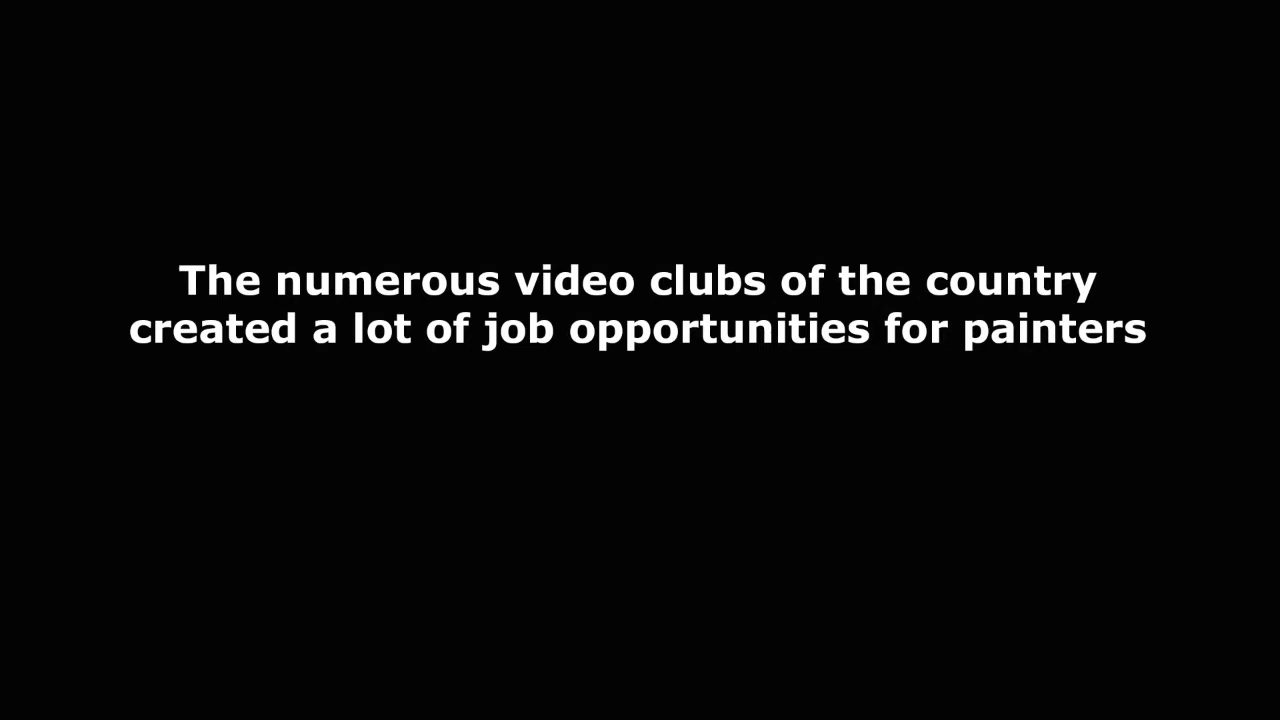 The numerous video clubs of the country
created a lot of job opportunities for painters